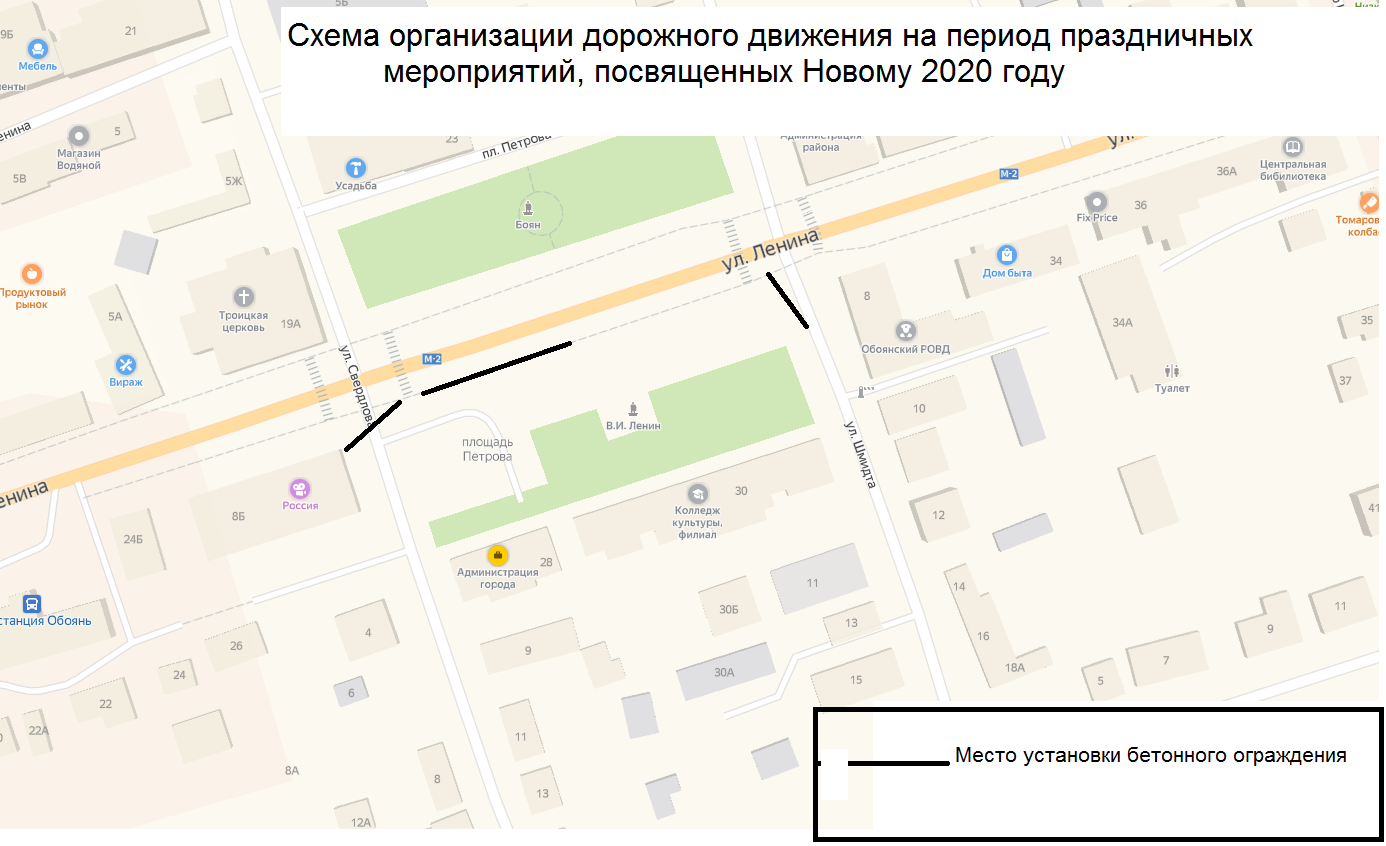 Схема организации дорожного движения на период праздничных
мероприятий, посвященных Новому 2020 году
5Б
21
9Б
Мебель
5
Магазин
Водяной
5В
5Ж
23
пл. Петрова
Усадьба
Администрация
района
М-2
Центральная
библиотека
36А
36
Fix Price
Боян
ул. Ленина
Дом быта
34
Продуктовый
рынок
Троицкая
церковь
19А
5А
8
34А
35
Обоянский РОВД
Вираж
ул. Свердлова
М-2
Туалет
37
10
В.И. Ленин
площадь
Петрова
ул. Шмидта
Россия
8Б
30
Колледж
культуры,
филиал
12
41
24Б
Администрация
города
28
11
14
станция Обоянь
30Б
13
11
4
26
9
16
9
24
30А
18А
7
6
15
5
22
22А
11
8А
8
13
12А
Место установки бетонного ограждения